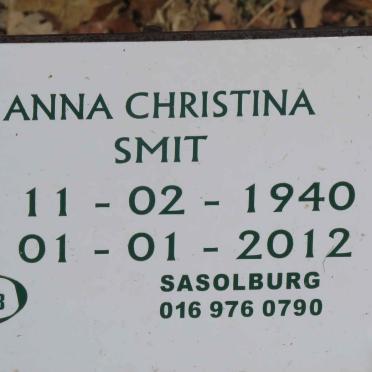 ANNA CHRISTINA
SMIT
11 - 02 - 1940
01 - 01 - 2012
SASOLBURG
016 976 0790